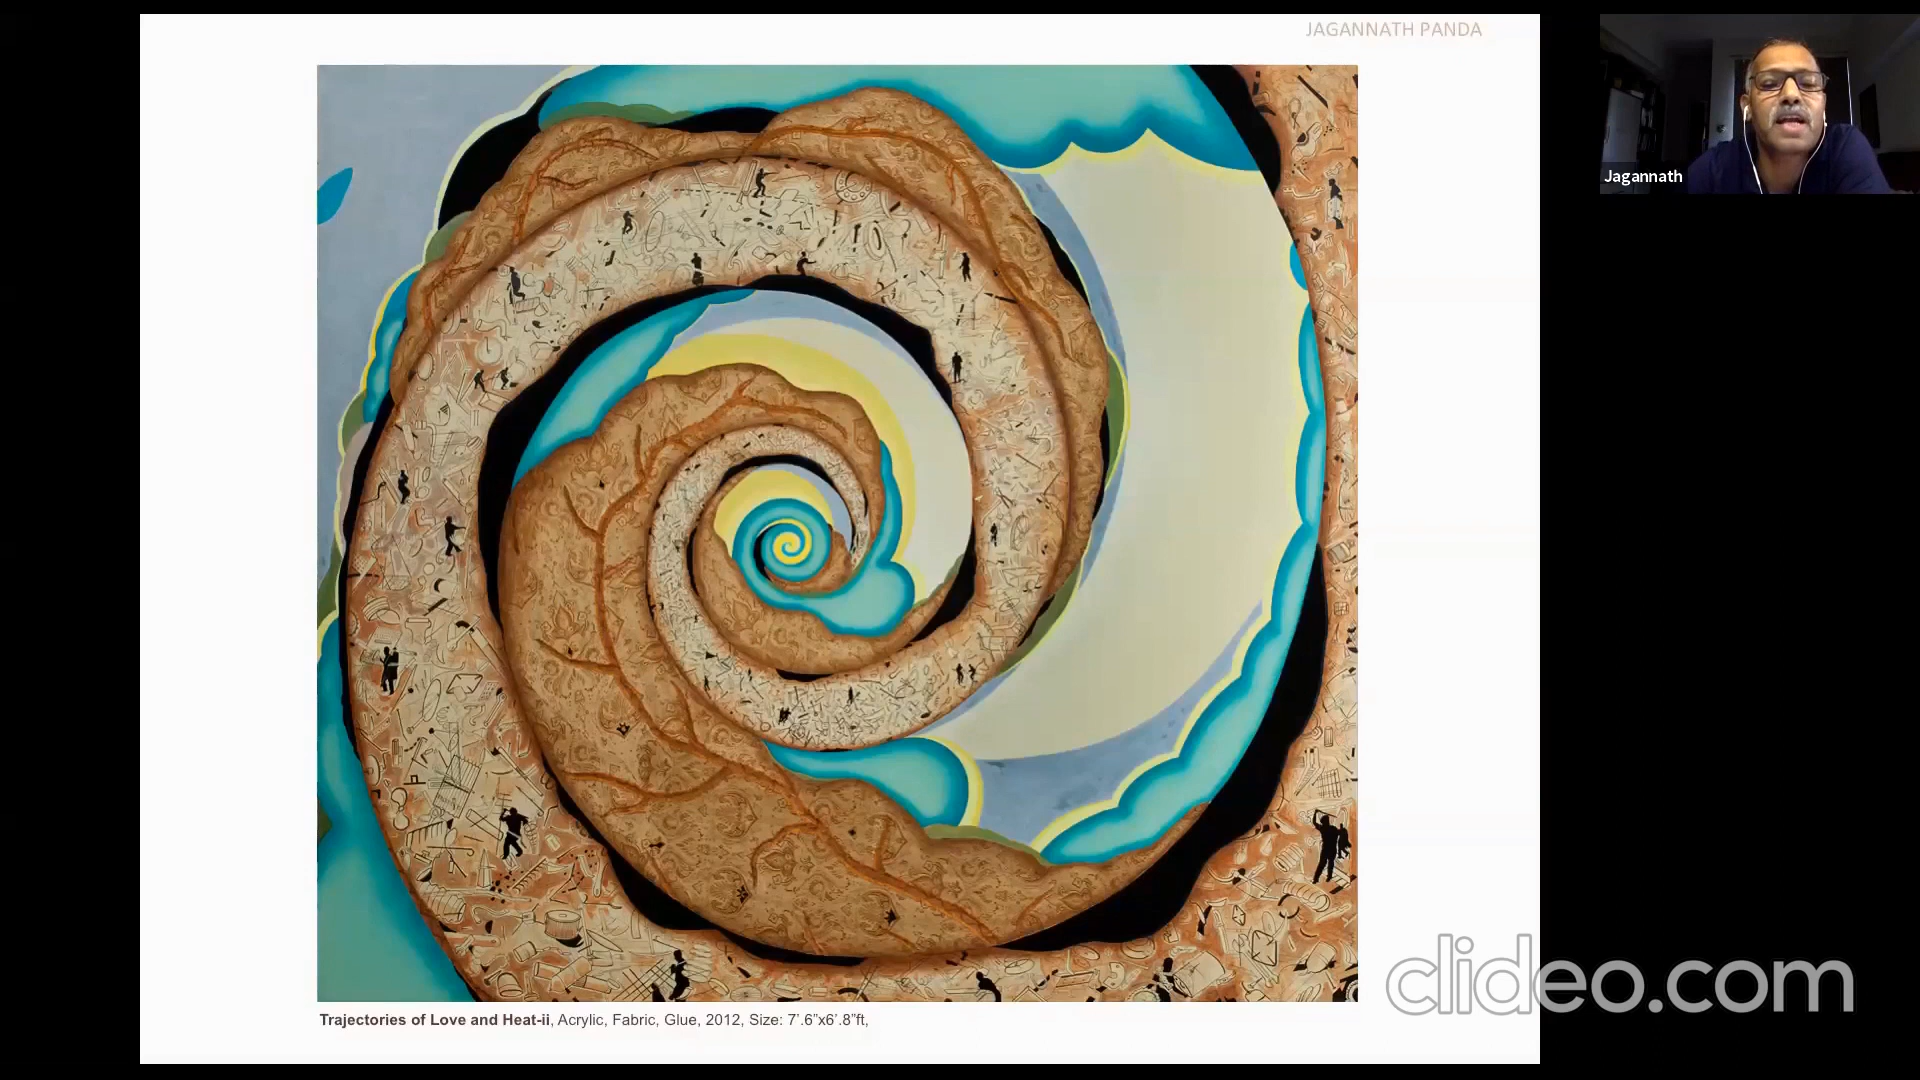 JAGANNATH PANDA
Jagannath
Trajectories of Love and Heat-ii, Acrylic, Fabric, Glue, 2012, Size: 7'.6"x6'.8"ft,
clideo.com